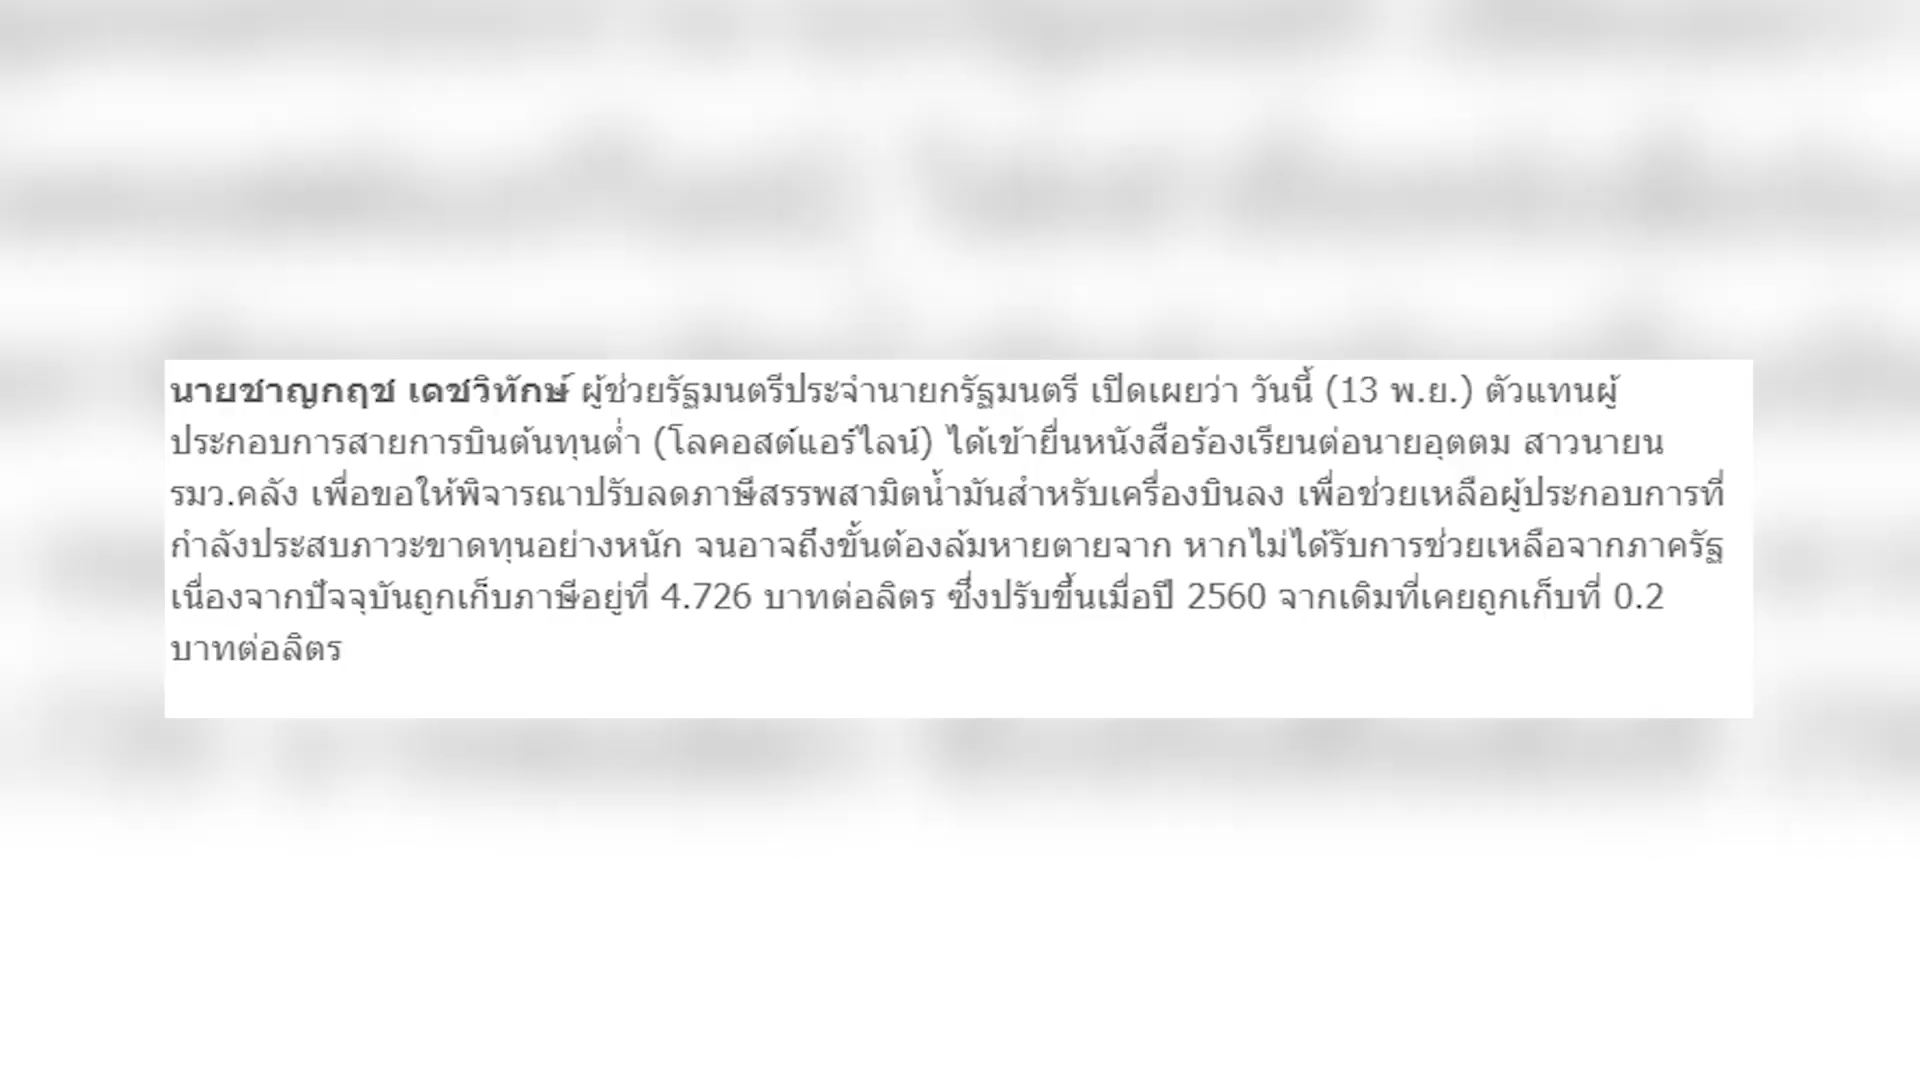 นายชาญกฤช เดชวิทักษ์ ผู้ช่วยรัฐมนตรีประจำนายกรัฐมนตรี เปิดเผยว่า วันนี้ (13 พ.ย.) ตัวแทนผู้
ประกอบการสายการบินต้นทุนต่ำ (โลคอสต์แอร์ไลน์) ได้เข้ายื่นหนังสือร้องเรียนต่อนายอุตตม สาวนายน
รมว.คลัง เพื่อขอให้พิจารณาปรับลดภาษีสรรพสามิตน้ำมันสำหรับเครื่องบินลง เพื่อช่วยเหลือผู้ประกอบการที่
กำลังประสบภาวะขาดทุนอย่างหนัก จนอาจถึงขั้นต้องล้มหายตายจาก หากไม่ได้รับการช่วยเหลือจากภาครัฐ
เนื่องจากปัจจุบันถูกเก็บภาษีอยู่ที่ 4.726 บาทต่อลิตร ซึ่งปรับขึ้นเมื่อปี 2560 จากเดิมที่เคยถูกเก็บที่ 0.2
บาทต่อลิตร